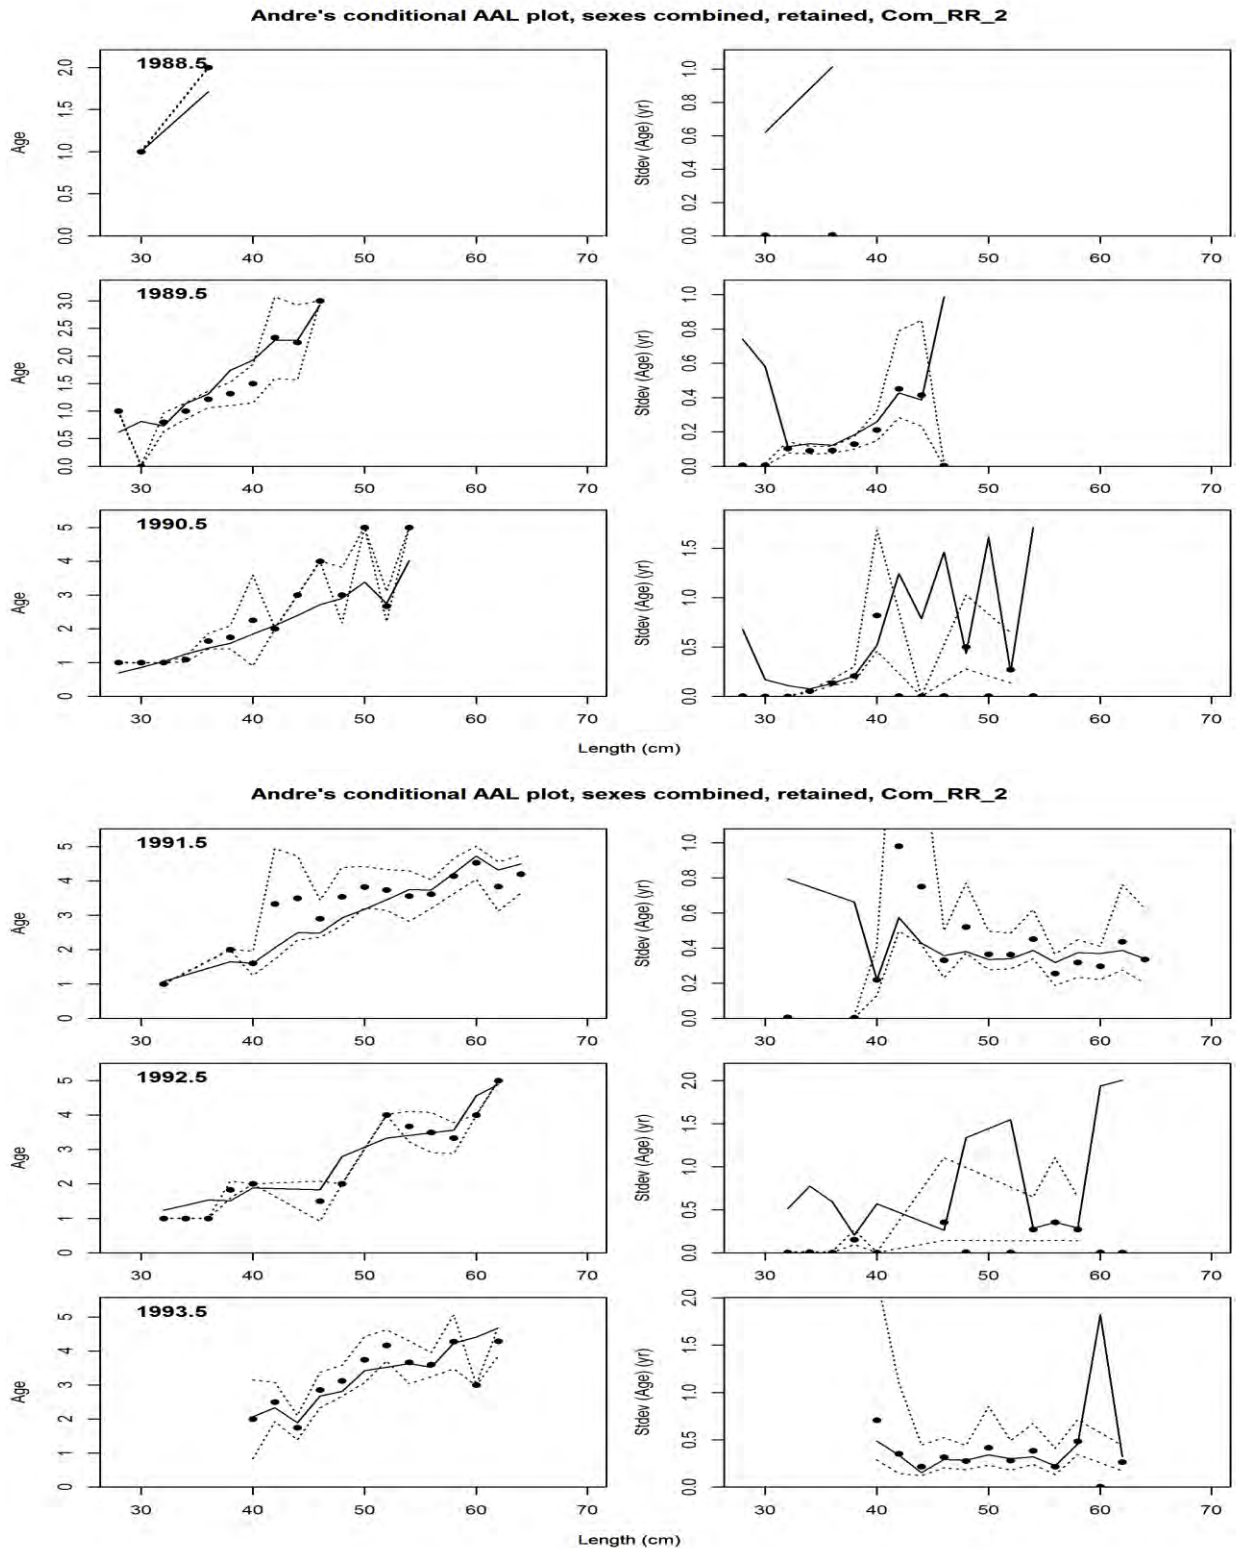 Andre's conditional AAL plot, sexes combined, retained, Com_RR_2
1988.5
Age
0.0 0.5 1.0 1.5 2.0
30 40 50 60 70
Stdev (Age) (yr)
0.0 0.2 0.4 0.6 0.8 1.0
30 40 50 60 70
1989.5
Age
0.0 0.5 1.0 1.5 2.0 2.5 3.0
30 40 50 60 70
Stdev (Age) (yr)
0.0 0.2 0.4 0.6 0.8 1.0
30 40 50 60 70
1990.5
Age
0 1 2 3 4 5
30 40 50 60 70
Stdev (Age) (yr)
0.0 0.5 1.0 1.5
30 40 50 60 70
Length (cm)
Andre's conditional AAL plot, sexes combined, retained, Com_RR_2
1991.5
Age
0 1 2 3 4 5
30 40 50 60 70
Stdev (Age) (yr)
0.0 0.2 0.4 0.6 0.8 1.0
30 40 50 60 70
1992.5
Age
0 1 2 3 4 5
30 40 50 60 70
Stdev (Age) (yr)
0.0 0.5 1.0 1.5 2.0
30 40 50 60 70
1993.5
Age
0 1 2 3 4 5
30 40 50 60 70
Stdev (Age) (yr)
0.0 0.5 1.0 1.5 2.0
30 40 50 60 70
Length (cm)